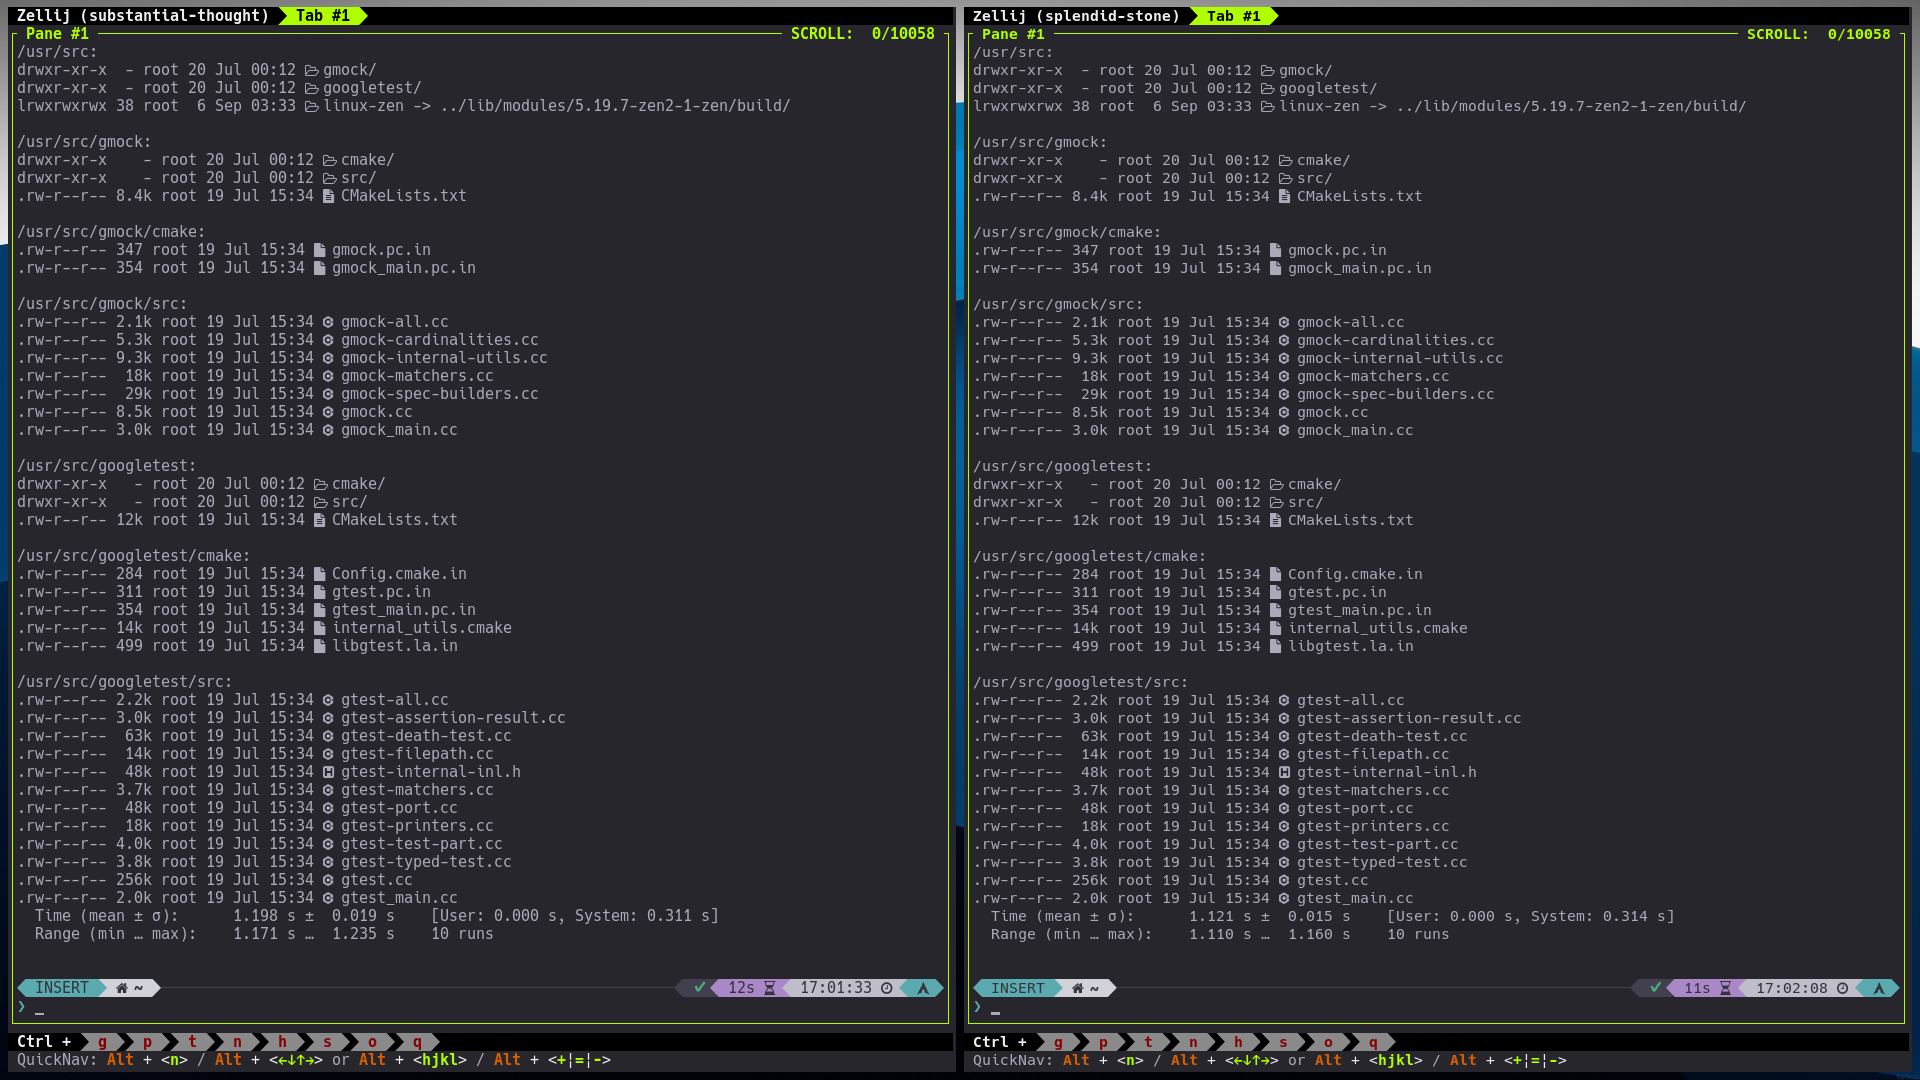 Zellij (substantial-thought) Tab #1
Pane #1 SCROLL: 0/10058
/usr/src:
drwxr-xr-x  - root 20 Jul 00:12 gmock/
drwxr-xr-x  - root 20 Jul 00:12 googletest/
lrwxrwxrwx 38 root  6 Sep 03:33 linux-zen -> ../lib/modules/5.19.7-zen2-1-zen/build/

/usr/src/gmock:
drwxr-xr-x    - root 20 Jul 00:12 cmake/
drwxr-xr-x    - root 20 Jul 00:12 src/
.rw-r--r-- 8.4k root 19 Jul 15:34 CMakeLists.txt

/usr/src/gmock/cmake:
.rw-r--r-- 347 root 19 Jul 15:34 gmock.pc.in
.rw-r--r-- 354 root 19 Jul 15:34 gmock_main.pc.in

/usr/src/gmock/src:
.rw-r--r-- 2.1k root 19 Jul 15:34 gmock-all.cc
.rw-r--r-- 5.3k root 19 Jul 15:34 gmock-cardinalities.cc
.rw-r--r-- 9.3k root 19 Jul 15:34 gmock-internal-utils.cc
.rw-r--r--  18k root 19 Jul 15:34 gmock-matchers.cc
.rw-r--r--  29k root 19 Jul 15:34 gmock-spec-builders.cc
.rw-r--r-- 8.5k root 19 Jul 15:34 gmock.cc
.rw-r--r-- 3.0k root 19 Jul 15:34 gmock_main.cc

/usr/src/googletest:
drwxr-xr-x   - root 20 Jul 00:12 cmake/
drwxr-xr-x   - root 20 Jul 00:12 src/
.rw-r--r-- 12k root 19 Jul 15:34 CMakeLists.txt

/usr/src/googletest/cmake:
.rw-r--r-- 284 root 19 Jul 15:34 Config.cmake.in
.rw-r--r-- 311 root 19 Jul 15:34 gtest.pc.in
.rw-r--r-- 354 root 19 Jul 15:34 gtest_main.pc.in
.rw-r--r-- 14k root 19 Jul 15:34 internal_utils.cmake
.rw-r--r-- 499 root 19 Jul 15:34 libgtest.la.in

/usr/src/googletest/src:
.rw-r--r-- 2.2k root 19 Jul 15:34 gtest-all.cc
.rw-r--r-- 3.0k root 19 Jul 15:34 gtest-assertion-result.cc
.rw-r--r--  63k root 19 Jul 15:34 gtest-death-test.cc
.rw-r--r--  14k root 19 Jul 15:34 gtest-filepath.cc
.rw-r--r--  48k root 19 Jul 15:34 gtest-internal-inl.h
.rw-r--r-- 3.7k root 19 Jul 15:34 gtest-matchers.cc
.rw-r--r--  48k root 19 Jul 15:34 gtest-port.cc
.rw-r--r--  18k root 19 Jul 15:34 gtest-printers.cc
.rw-r--r-- 4.0k root 19 Jul 15:34 gtest-test-part.cc
.rw-r--r-- 3.8k root 19 Jul 15:34 gtest-typed-test.cc
.rw-r--r-- 256k root 19 Jul 15:34 gtest.cc
.rw-r--r-- 2.0k root 19 Jul 15:34 gtest_main.cc
Time (mean ± σ):      1.198 s ±  0.019 s    [User: 0.000 s, System: 0.311 s]
Range (min … max):    1.171 s …  1.235 s    10 runs

INSERT ~ ✔ 12s 17:01:33
❯ _
Ctrl + g p t n h s o q
QuickNav: Alt + <n> / Alt + <←↓↑→> or Alt + <hjkl> / Alt + <+¦=¦->

Zellij (splendid-stone) Tab #1
Pane #1 SCROLL: 0/10058
/usr/src:
drwxr-xr-x  - root 20 Jul 00:12 gmock/
drwxr-xr-x  - root 20 Jul 00:12 googletest/
lrwxrwxrwx 38 root  6 Sep 03:33 linux-zen -> ../lib/modules/5.19.7-zen2-1-zen/build/

/usr/src/gmock:
drwxr-xr-x    - root 20 Jul 00:12 cmake/
drwxr-xr-x    - root 20 Jul 00:12 src/
.rw-r--r-- 8.4k root 19 Jul 15:34 CMakeLists.txt

/usr/src/gmock/cmake:
.rw-r--r-- 347 root 19 Jul 15:34 gmock.pc.in
.rw-r--r-- 354 root 19 Jul 15:34 gmock_main.pc.in

/usr/src/gmock/src:
.rw-r--r-- 2.1k root 19 Jul 15:34 gmock-all.cc
.rw-r--r-- 5.3k root 19 Jul 15:34 gmock-cardinalities.cc
.rw-r--r-- 9.3k root 19 Jul 15:34 gmock-internal-utils.cc
.rw-r--r--  18k root 19 Jul 15:34 gmock-matchers.cc
.rw-r--r--  29k root 19 Jul 15:34 gmock-spec-builders.cc
.rw-r--r-- 8.5k root 19 Jul 15:34 gmock.cc
.rw-r--r-- 3.0k root 19 Jul 15:34 gmock_main.cc

/usr/src/googletest:
drwxr-xr-x   - root 20 Jul 00:12 cmake/
drwxr-xr-x   - root 20 Jul 00:12 src/
.rw-r--r-- 12k root 19 Jul 15:34 CMakeLists.txt

/usr/src/googletest/cmake:
.rw-r--r-- 284 root 19 Jul 15:34 Config.cmake.in
.rw-r--r-- 311 root 19 Jul 15:34 gtest.pc.in
.rw-r--r-- 354 root 19 Jul 15:34 gtest_main.pc.in
.rw-r--r-- 14k root 19 Jul 15:34 internal_utils.cmake
.rw-r--r-- 499 root 19 Jul 15:34 libgtest.la.in

/usr/src/googletest/src:
.rw-r--r-- 2.2k root 19 Jul 15:34 gtest-all.cc
.rw-r--r-- 3.0k root 19 Jul 15:34 gtest-assertion-result.cc
.rw-r--r--  63k root 19 Jul 15:34 gtest-death-test.cc
.rw-r--r--  14k root 19 Jul 15:34 gtest-filepath.cc
.rw-r--r--  48k root 19 Jul 15:34 gtest-internal-inl.h
.rw-r--r-- 3.7k root 19 Jul 15:34 gtest-matchers.cc
.rw-r--r--  48k root 19 Jul 15:34 gtest-port.cc
.rw-r--r--  18k root 19 Jul 15:34 gtest-printers.cc
.rw-r--r-- 4.0k root 19 Jul 15:34 gtest-test-part.cc
.rw-r--r-- 3.8k root 19 Jul 15:34 gtest-typed-test.cc
.rw-r--r-- 256k root 19 Jul 15:34 gtest.cc
.rw-r--r-- 2.0k root 19 Jul 15:34 gtest_main.cc
Time (mean ± σ):      1.121 s ±  0.015 s    [User: 0.000 s, System: 0.314 s]
Range (min … max):    1.110 s …  1.160 s    10 runs

INSERT ~ ✔ 11s 17:02:08
❯ _
Ctrl + g p t n h s o q
QuickNav: Alt + <n> / Alt + <←↓↑→> or Alt + <hjkl> / Alt + <+¦=¦->